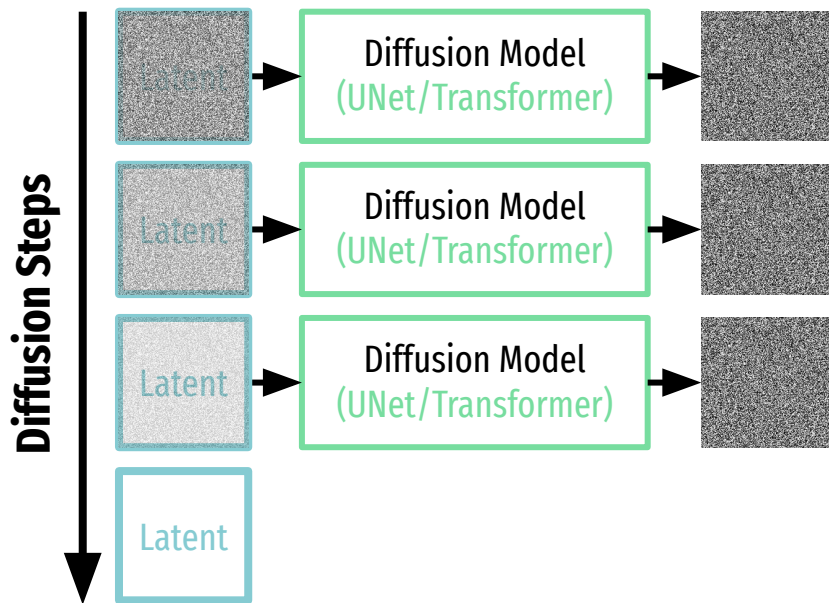 Diffusion Steps
Latent
Diffusion Model
(UNet/Transformer)
Latent
Diffusion Model
(UNet/Transformer)
Latent
Diffusion Model
(UNet/Transformer)
Latent